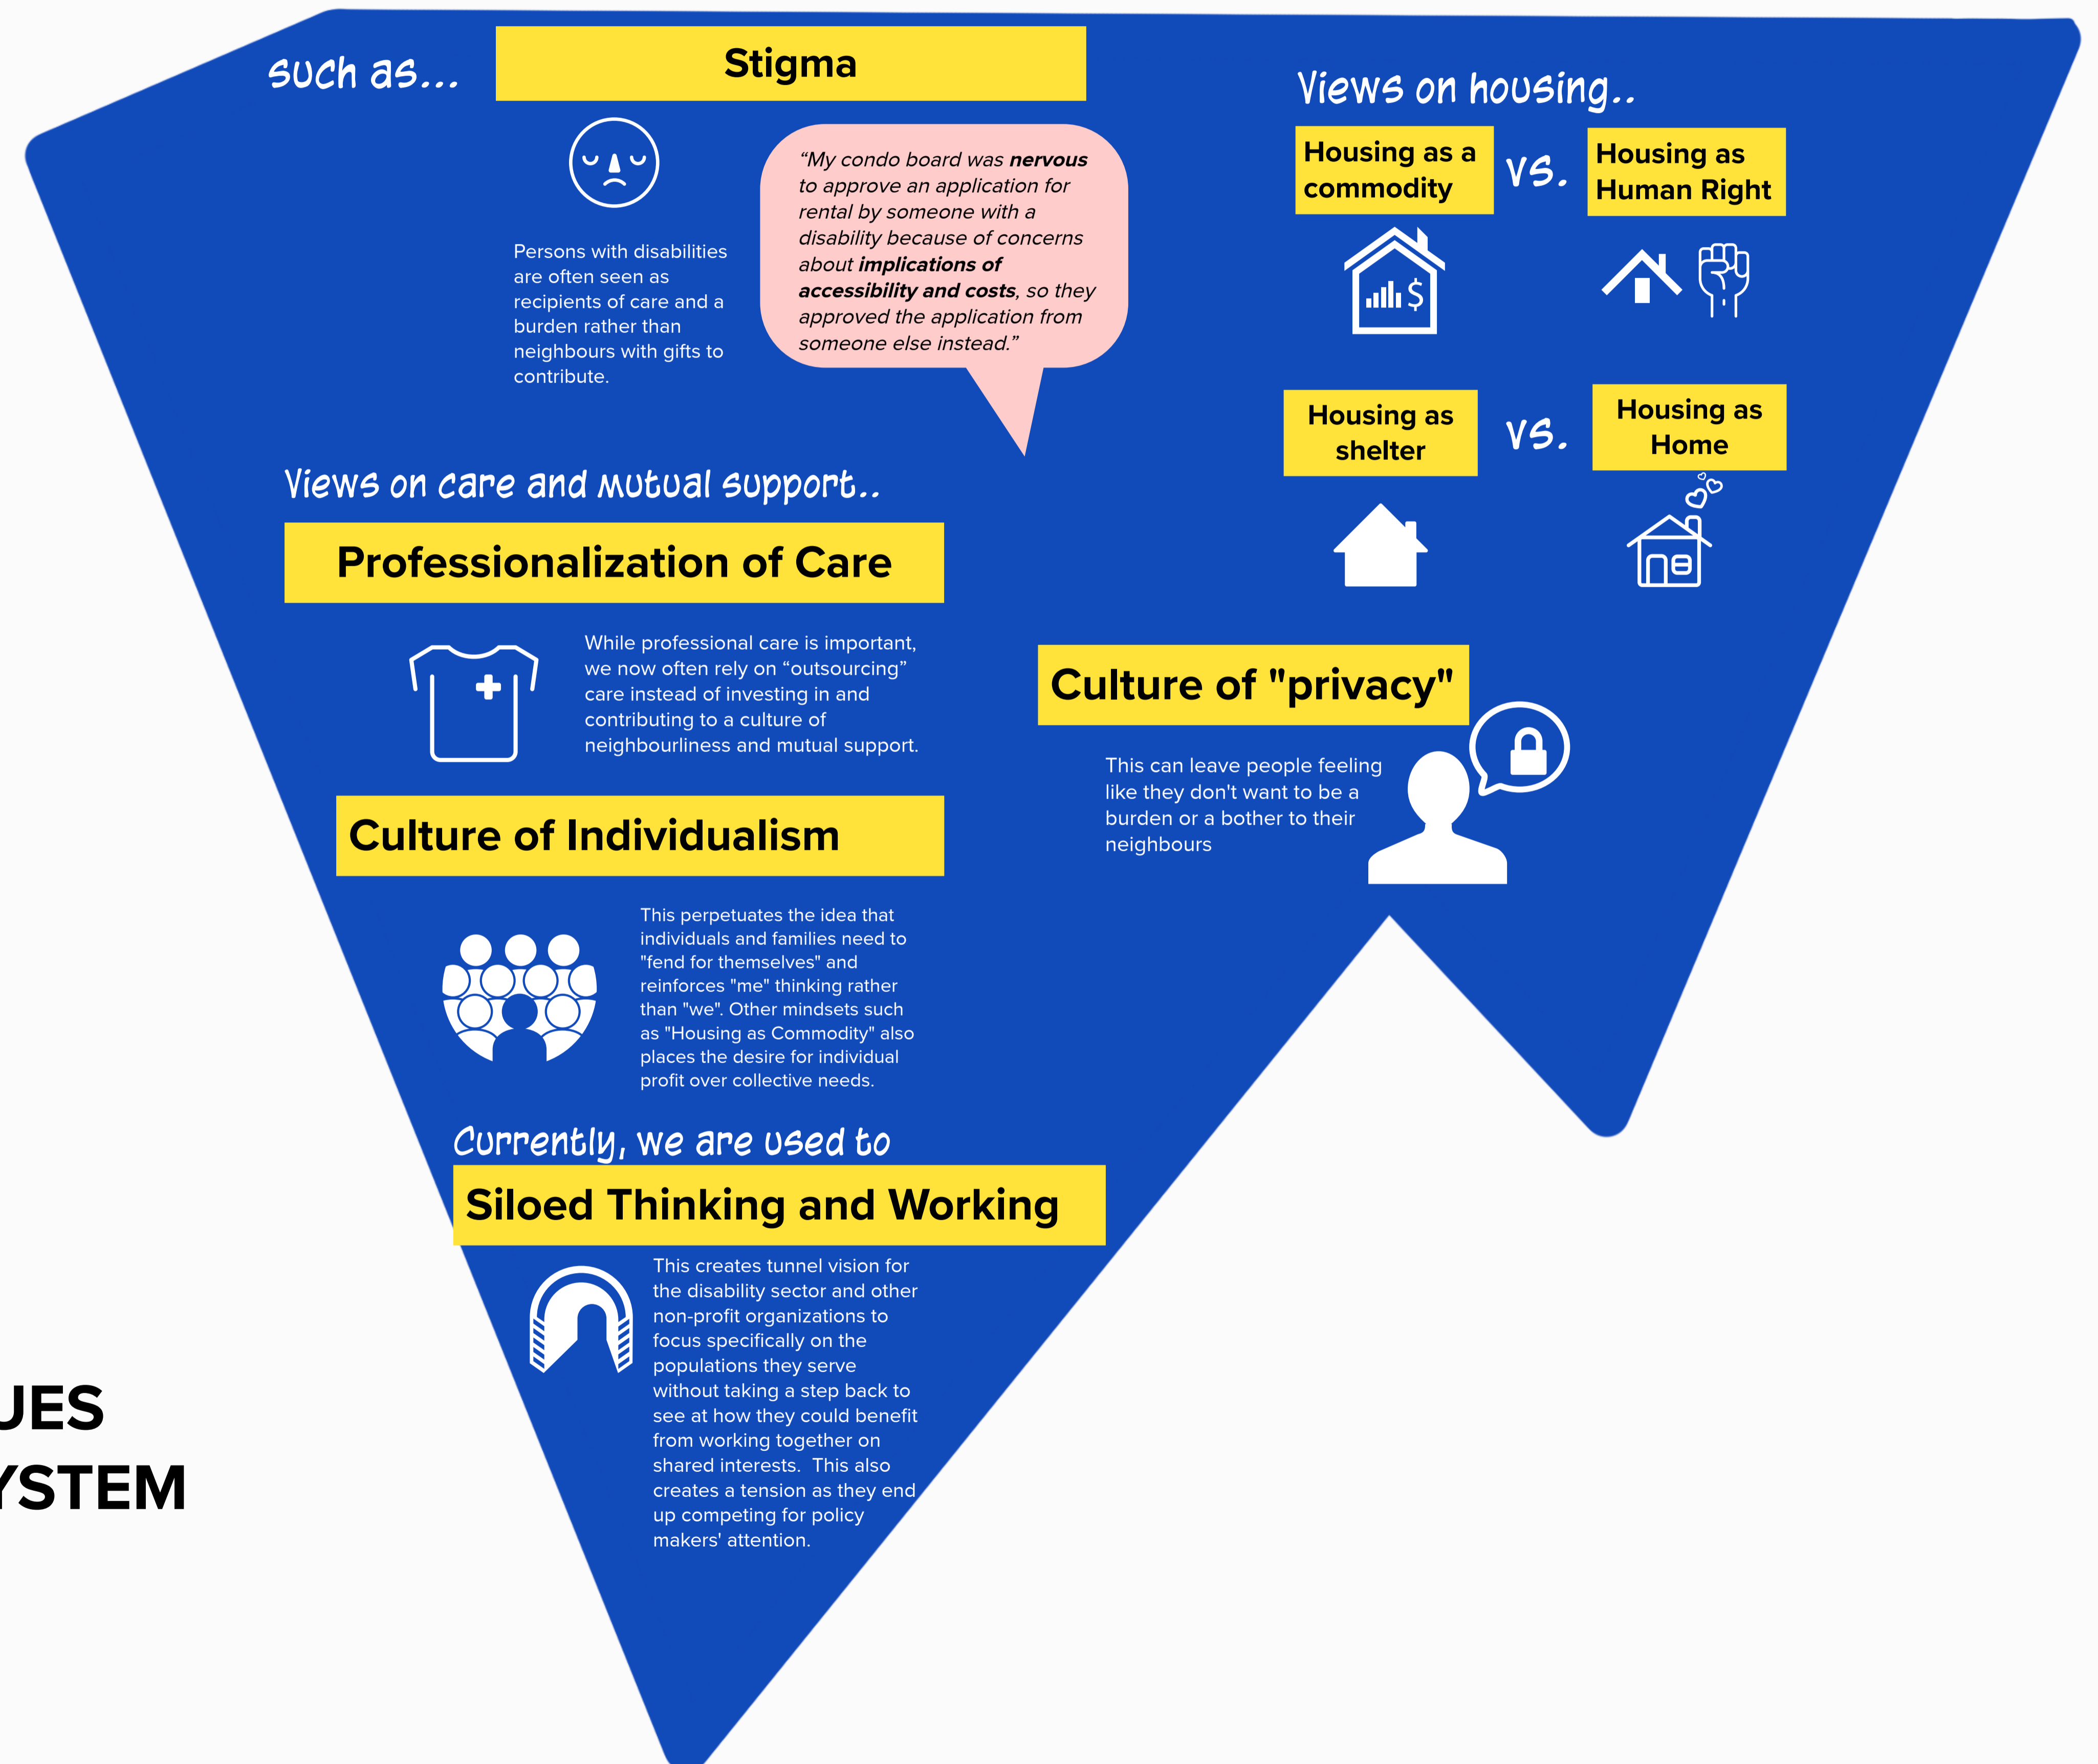 such as...
Stigma
Persons with disabilities
are often seen as
recipients of care and a
burden rather than
neighbours with gifts to
contribute.
“My condo board was nervous
to approve an application for
rental by someone with a
disability because of concerns
about implications of
accessibility and costs, so they
approved the application from
someone else instead.”
Views on housing..
Housing as a
commodity
vs.
Housing as
Human Right
Housing as
shelter
vs.
Housing as
Home
Views on care and mutual support..
Professionalization of Care
While professional care is important,
we now often rely on “outsourcing”
care instead of investing in and
contributing to a culture of
neighbourliness and mutual support.
Culture of "privacy"
This can leave people feeling
like they don't want to be a
burden or a bother to their
neighbours
Culture of Individualism
This perpetuates the idea that
individuals and families need to
"fend for themselves" and
reinforces "me" thinking rather
than "we". Other mindsets such
as "Housing as Commodity" also
places the desire for individual
profit over collective needs.
Currently, we are used to
Siloed Thinking and Working
This creates tunnel vision for
the disability sector and other
non-profit organizations to
focus specifically on the
populations they serve
without taking a step back to
see at how they could benefit
from working together on
shared interests.  This also
creates a tension as they end
up competing for policy
makers' attention.
UES
YSTEM